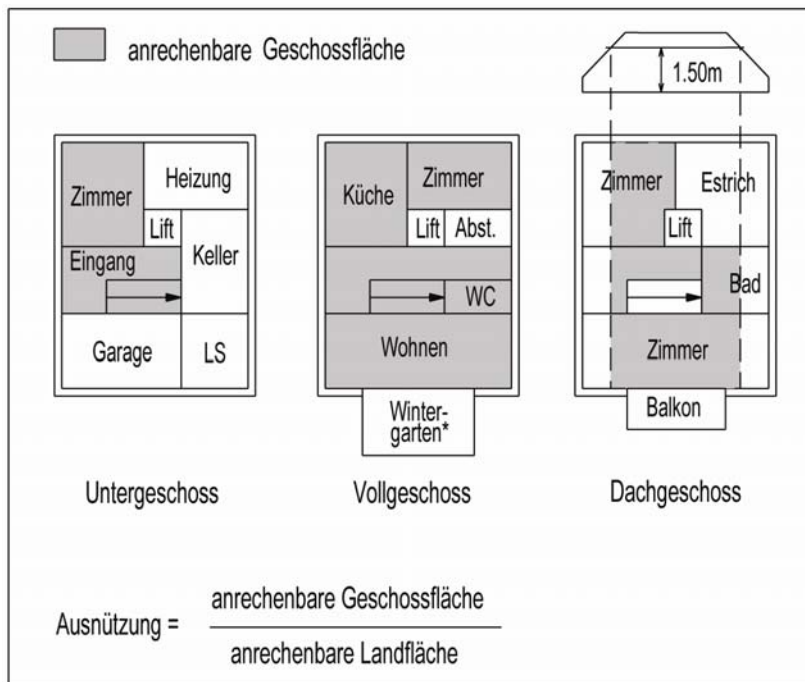 anrechenbare Geschossfläche
1.50m
Zimmer
Heizung
Lift
Keller
Eingang
Garage
LS
Untergeschoss
Küche
Zimmer
Lift
Abst.
WC
Wohnen
Winter-
garten*
Vollgeschoss
Zimmer
Estrich
Lift
Bad
Zimmer
Balkon
Dachgeschoss
Ausnützung =
anrechenbare Geschossfläche
anrechenbare Landfläche